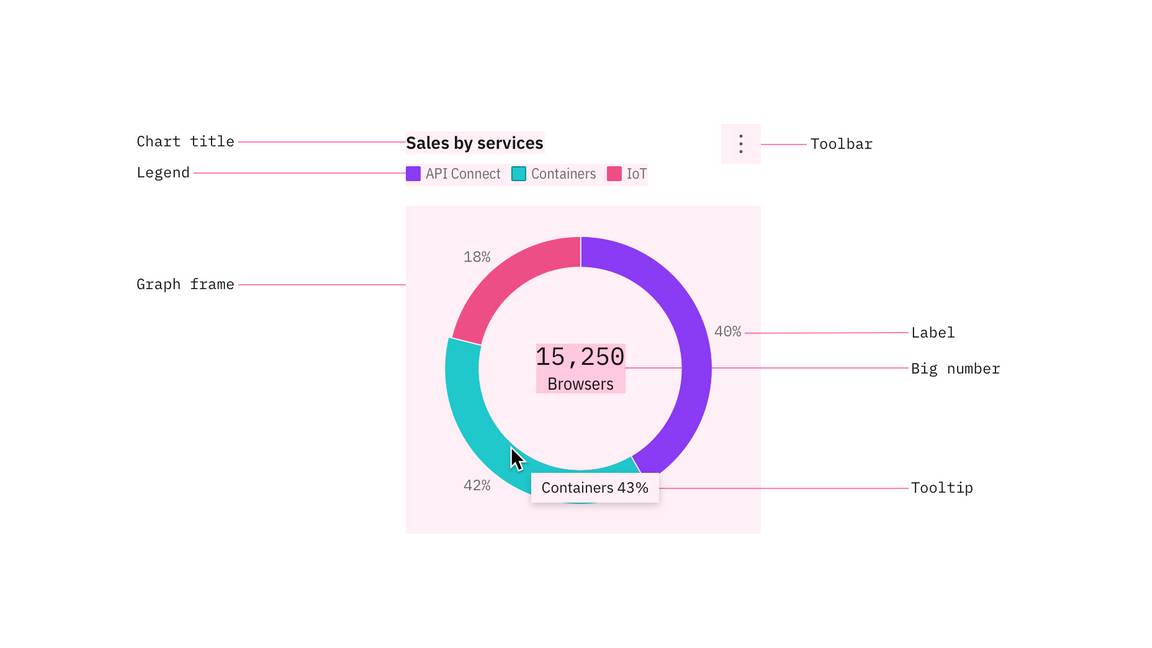 Chart title
Sales by services
Toolbar
Legend
API Connect
Containers
IoT
18%
Graph frame
40%
Label
15,250
Browsers
Big number
42%
Containers 43%
Tooltip